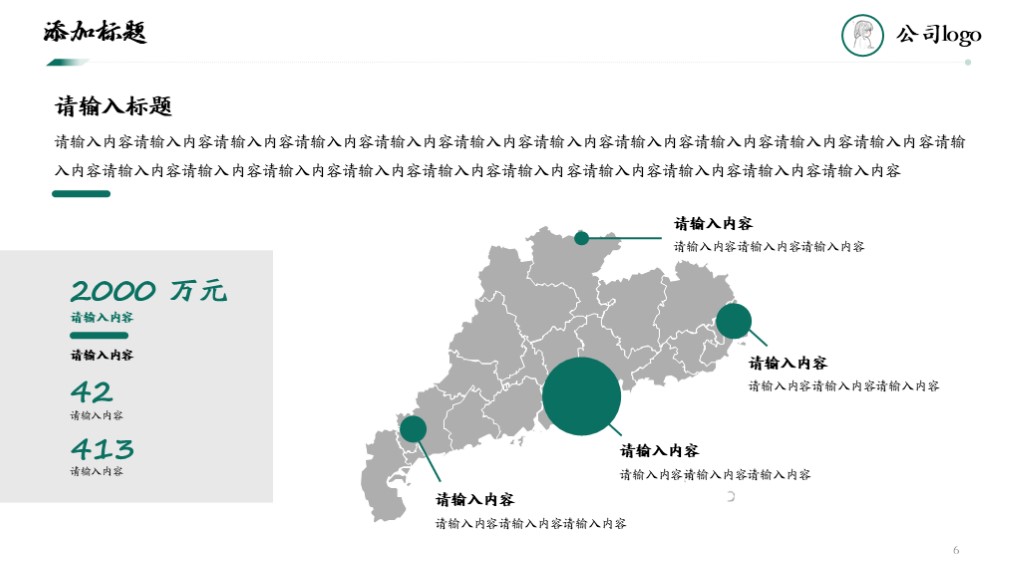 添加标题
公司logo
请输入标题
请输入内容请输入内容请输入内容请输入内容请输入内容请输入内容请输入内容请输入内容请输入内容请输入内容请输入内容请输
入内容请输入内容请输入内容请输入内容请输入内容请输入内容请输入内容请输入内容请输入内容请输入内容请输入内容
2000 万元
请输入内容
请输入内容
42
请输入内容
413
请输入内容
请输入内容
请输入内容请输入内容请输入内容
请输入内容
请输入内容请输入内容请输入内容
请输入内容
请输入内容请输入内容请输入内容
请输入内容
请输入内容请输入内容请输入内容
6